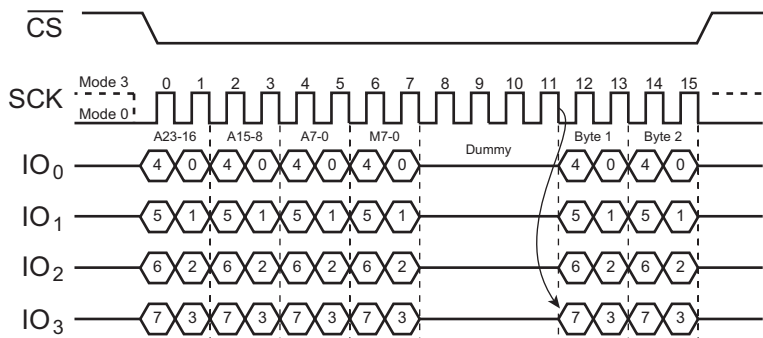 CS
Mode 3 0 1 2 3 4 5 6 7 8 9 10 11 12 13 14 15
SCK
Mode 0
A23-16 A15-8 A7-0 M7-0 Dummy Byte 1 Byte 2
IO0 4 0 4 0 4 0 4 0 4 0 4 0
IO1 5 1 5 1 5 1 5 1 5 1 5 1
IO2 6 2 6 2 6 2 6 2 6 2 6 2
IO3 7 3 7 3 7 3 7 3 7 3 7 3